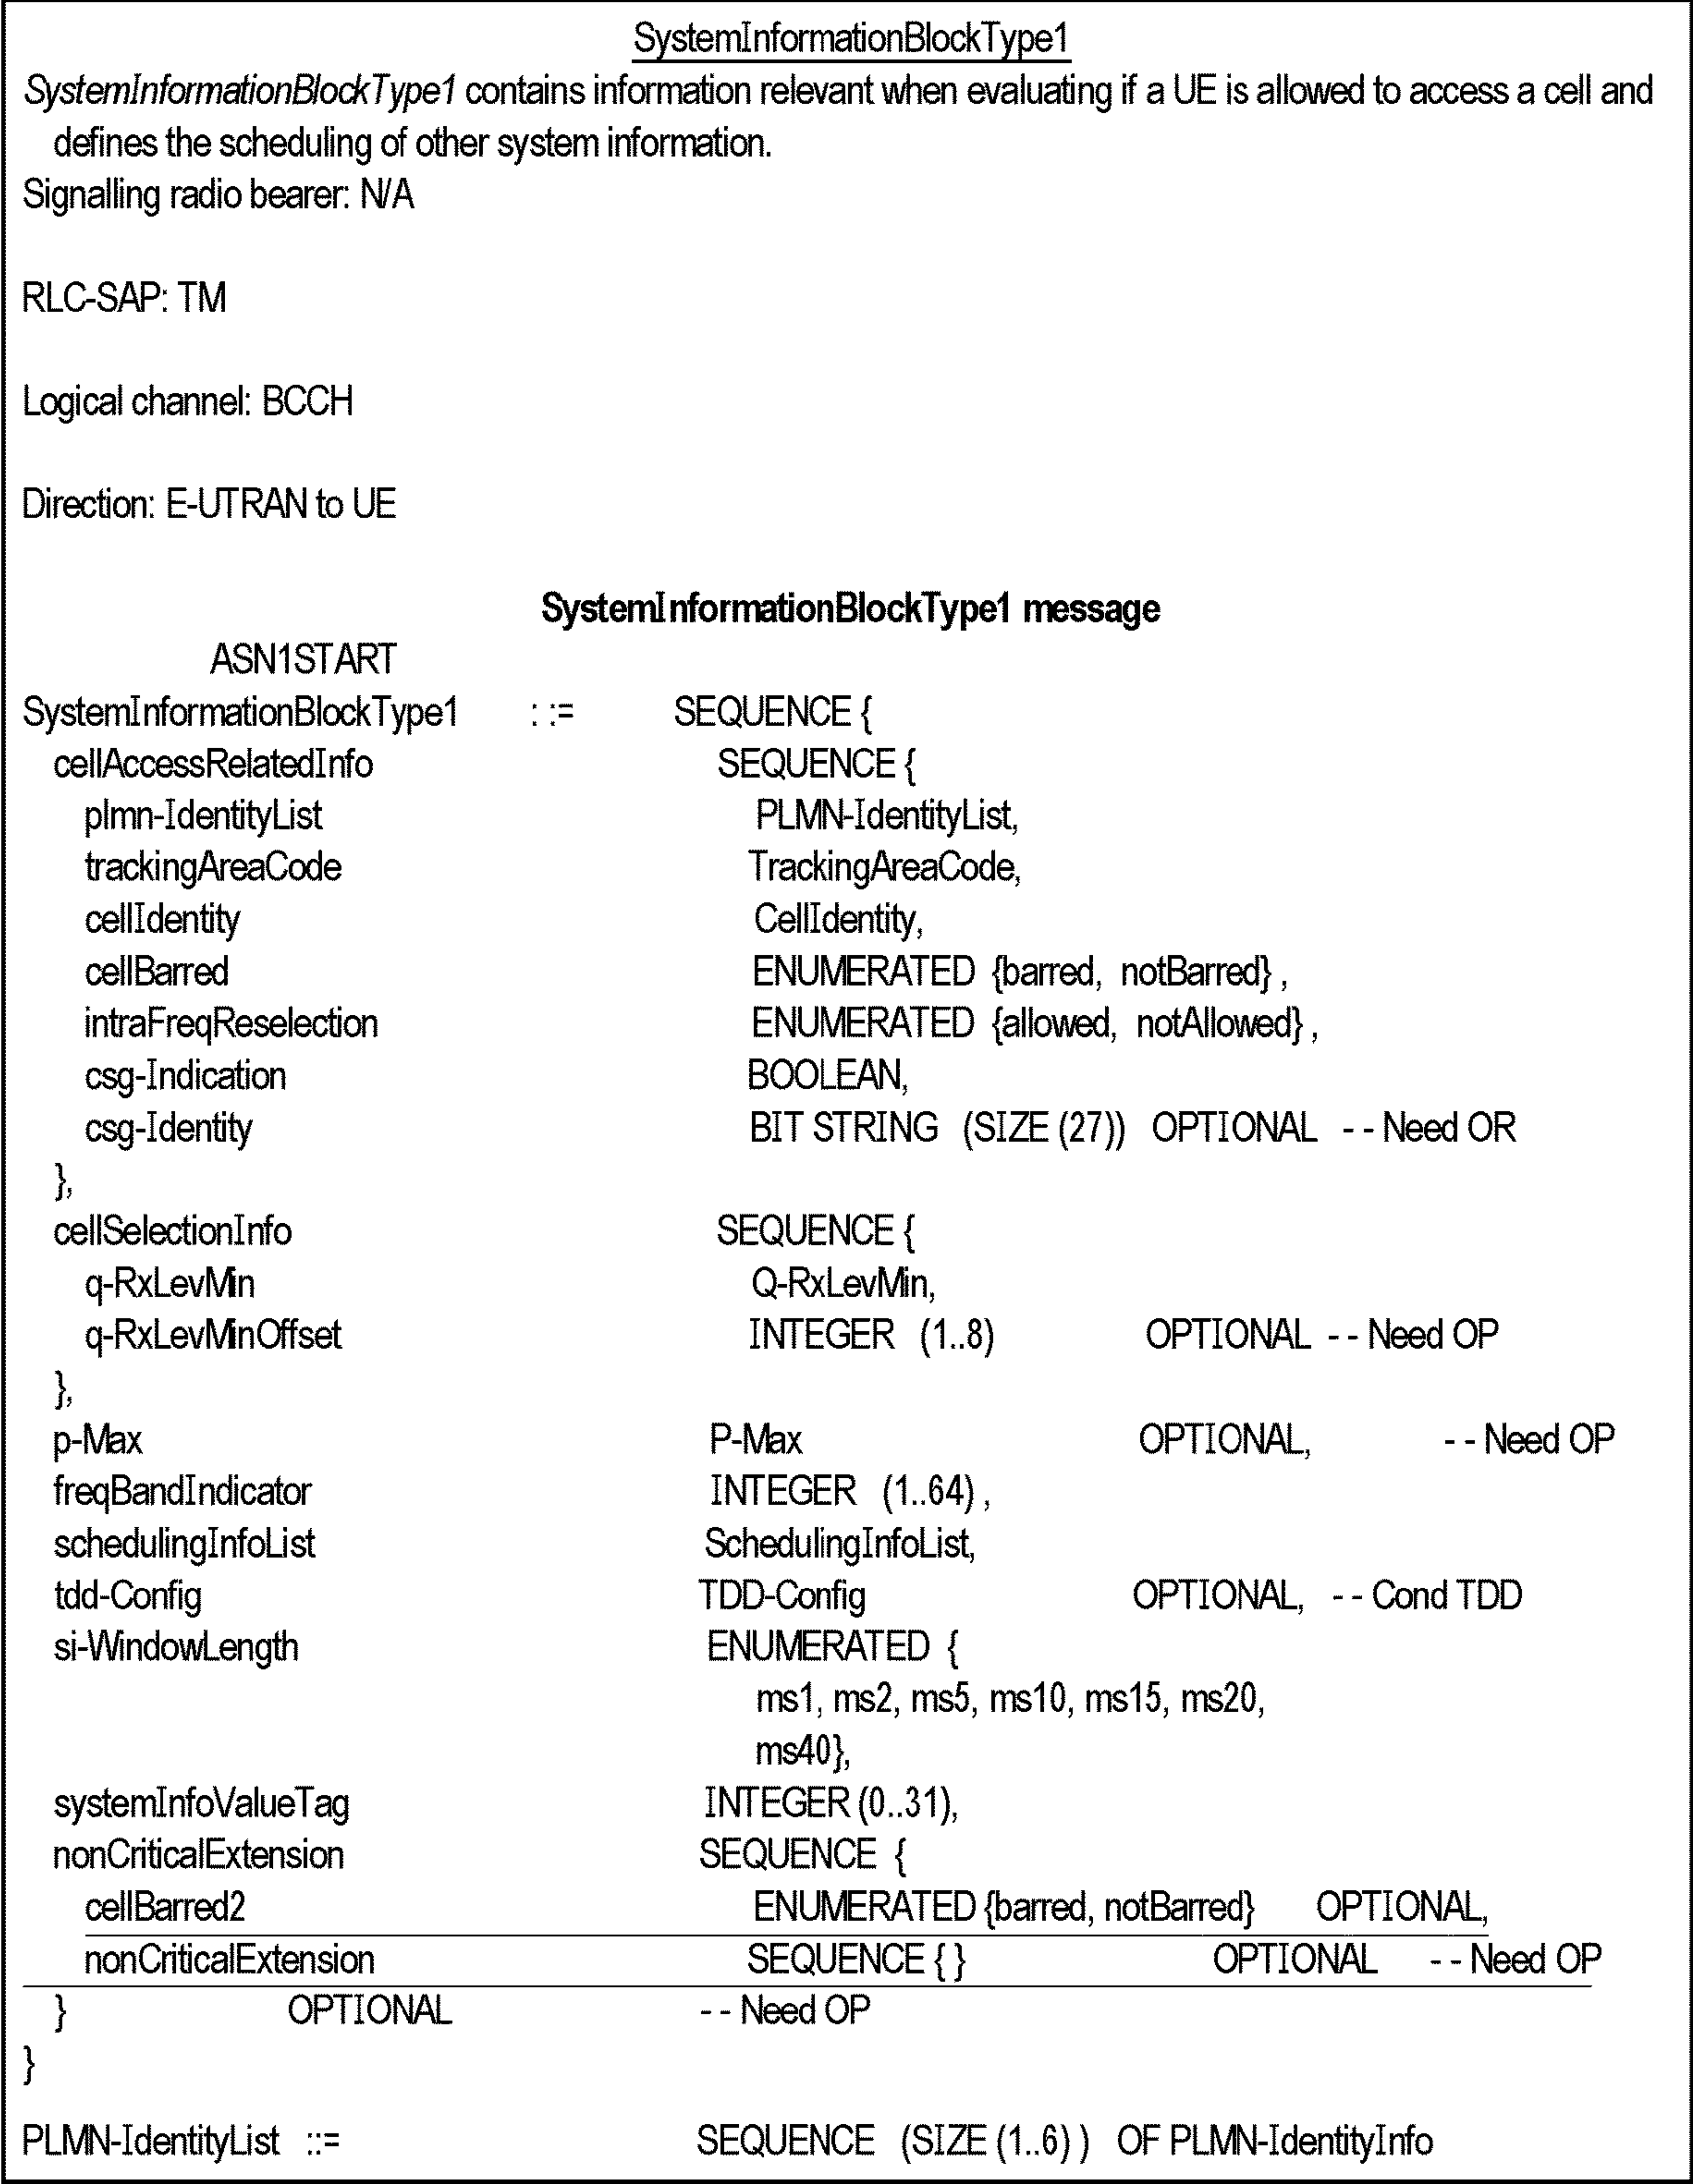 SystemInformationBlockType1
SystemInformationBlockType1 contains information relevant when evaluating if a UE is allowed to access a cell and
defines the scheduling of other system information.
Signalling radio bearer: N/A
RLC-SAP: TM
Logical channel: BCCH
Direction: E-UTRAN to UE
SystemInformationBlockType1 message
ASN1START
SystemInformationBlockType1 : := SEQUENCE {
cellAccessRelatedInfo SEQUENCE {
plmn-IdentityList PLMN-IdentityList,
trackingAreaCode TrackingAreaCode,
cellIdentity CellIdentity,
cellBarred ENUMERATED {barred, notBarred} ,
intraFreqReselection ENUMERATED {allowed, notAllowed} ,
csg-Indication BOOLEAN,
csg-Identity BIT STRING (SIZE (27)) OPTIONAL - - Need OR
},
cellSelectionInfo SEQUENCE {
q-RxLevMin Q-RxLevMin,
q-RxLevMinOffset INTEGER (1..8) OPTIONAL - - Need OP
},
p-Max P-Max OPTIONAL, - - Need OP
freqBandIndicator INTEGER (1..64) ,
schedulingInfoList SchedulingInfoList,
tdd-Config TDD-Config OPTIONAL, - - Cond TDD
si-WindowLength ENUMERATED {
ms1, ms2, ms5, ms10, ms15, ms20,
ms40},
systemInfoValueTag INTEGER (0..31),
nonCriticalExtension SEQUENCE {
cellBarred2 ENUMERATED {barred, notBarred} OPTIONAL,
nonCriticalExtension SEQUENCE { } OPTIONAL - - Need OP
} OPTIONAL - - Need OP
}
PLMN-IdentityList ::= SEQUENCE (SIZE (1..6) ) OF PLMN-IdentityInfo